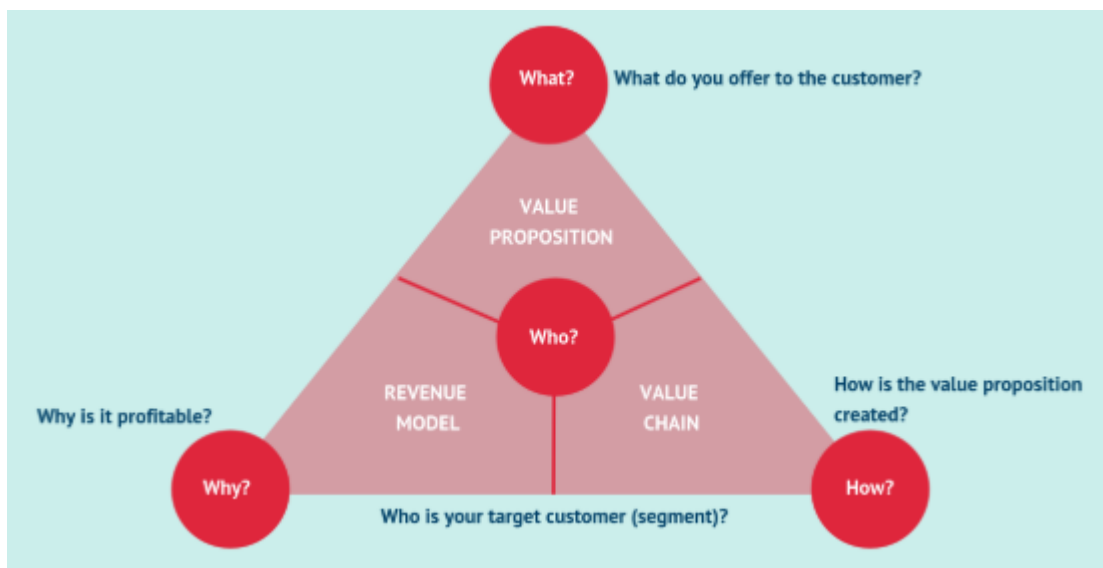 What?
What do you offer to the customer?
VALUE
PROPOSITION
Who?
REVENUE
MODEL
VALUE
CHAIN
Why is it profitable?
How is the value proposition
created?
Why?
How?
Who is your target customer (segment)?